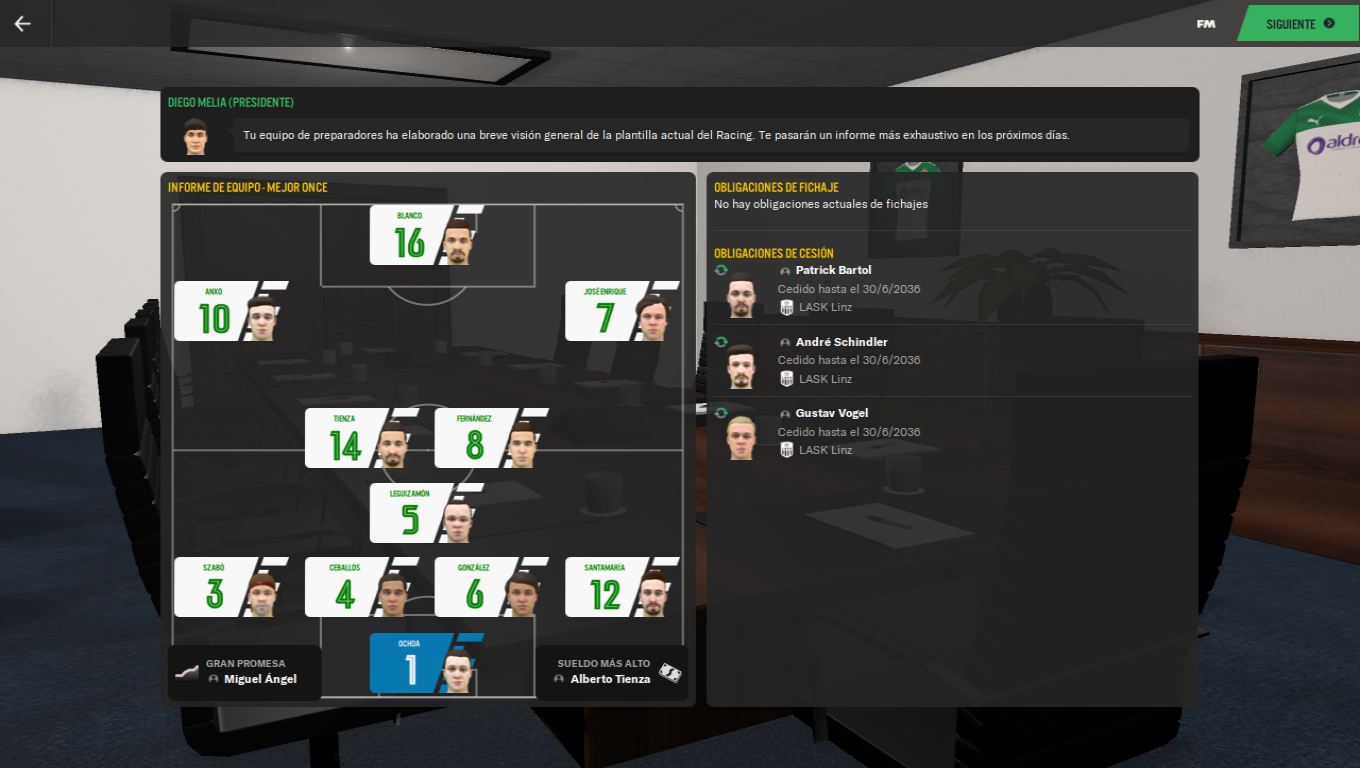 FM
SIGUIENTE
DIEGO MELIA (PRESIDENTE)
Tu equipo de preparadores ha elaborado una breve visión general de la plantilla actual del Racing. Te pasarán un informe más exhaustivo en los próximos días.
INFORME DE EQUIPO - MEJOR ONCE
BLANCO
16
ANXO
10
JOSÉ ENRIQUE
7
TIENZA
14
FERNÁNDEZ
8
LEGUIZAMÓN
5
SZABÓ
3
CEBALLOS
4
GONZÁLEZ
6
SANTAMARÍA
12
OCHOA
1
GRAN PROMESA
Miguel Ángel
SUELDO MÁS ALTO
Alberto Tienza
OBLIGACIONES DE FICHAJE
No hay obligaciones actuales de fichajes
OBLIGACIONES DE CESIÓN
Patrick Bartol
Cedido hasta el 30/6/2036
LASK Linz
André Schindler
Cedido hasta el 30/6/2036
LASK Linz
Gustav Vogel
Cedido hasta el 30/6/2036
LASK Linz